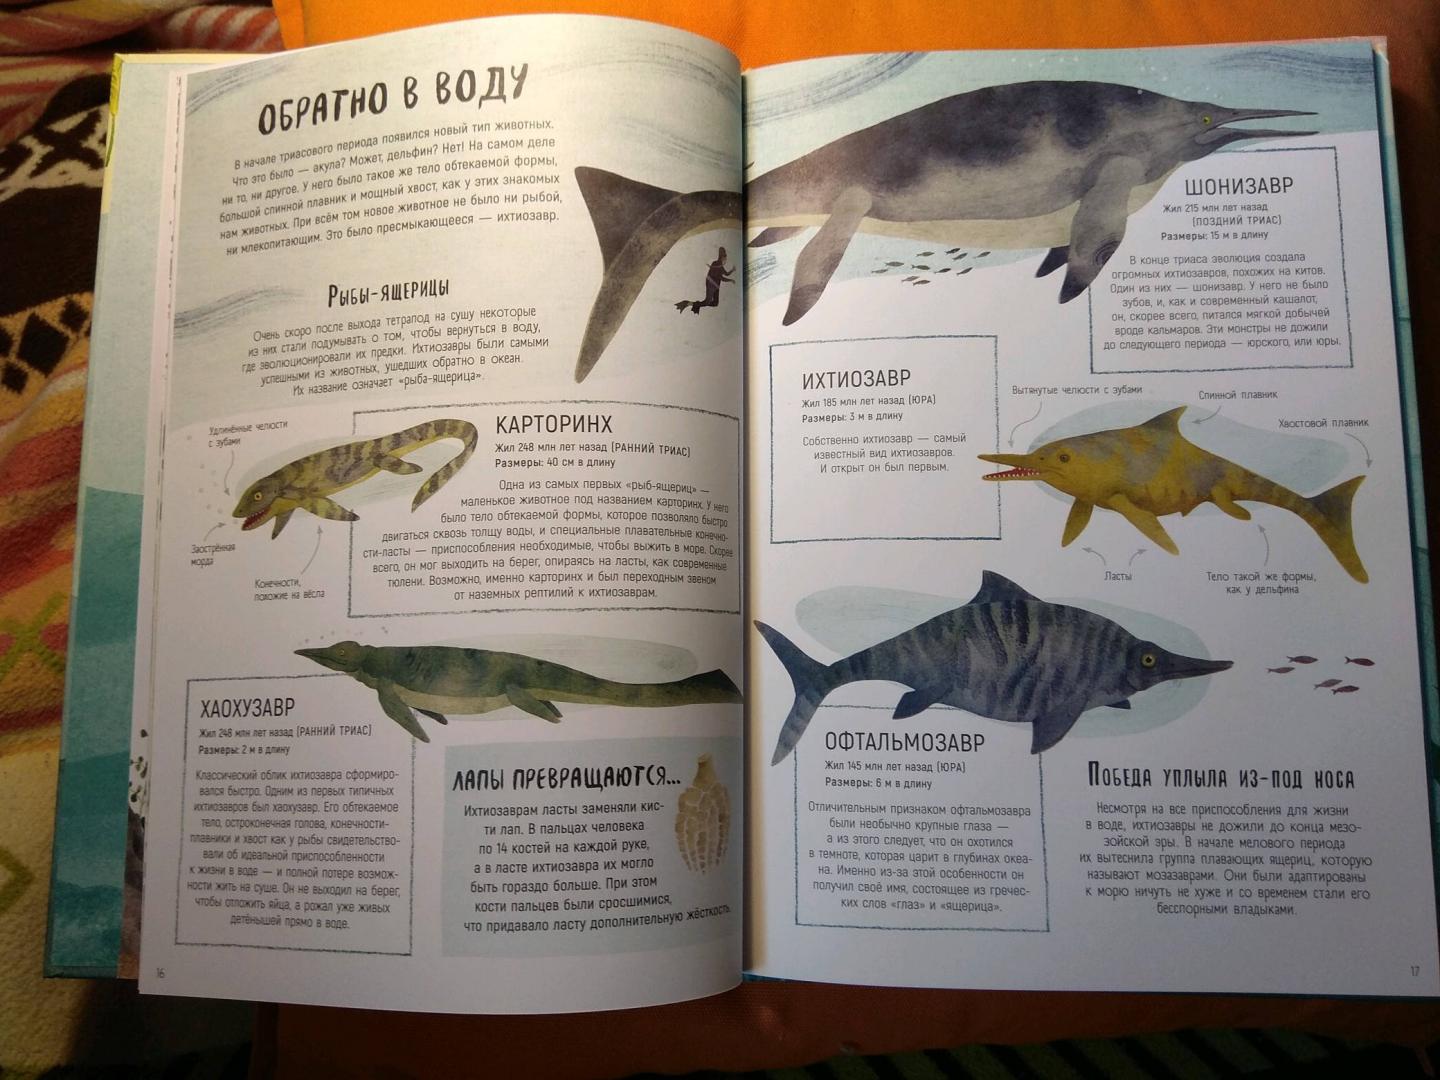 ОБРАТНО В ВОДУ
В начале триасового периода появился новый тип животных.
Что это было — акула? Может, дельфин? Нет! На самом деле
ни то, ни другое. У него было такое же тело обтекаемой формы,
большой спинной плавник и мощный хвост, как у этих знакомых
нам животных. При всём том новое животное не было ни рыбой,
ни млекопитающим. Это было пресмыкающееся — ихтиозавр.
РЫБЫ-ЯЩЕРИЦЫ
Очень скоро после выхода тетрапод на сушу некоторые
из них стали подумывать о том, чтобы вернуться в воду,
где эволюционировали их предки. Ихтиозавры были самыми
успешными из животных, ушедших обратно в океан.
Их название означает «рыба-ящерица».
Удлинённые челюсти
с зубами
Заострённая
морда
Конечности,
похожие на вёсла
КАРТОРИНХ
Жил 248 млн лет назад (РАННИЙ ТРИАС)
Размеры: 40 см в длину
Одна из самых первых «рыб-ящериц» —
маленькое животное под названием карторинх. У него
было тело обтекаемой формы, которое позволяло быстро
двигаться сквозь толщу воды, и специальные плавательные конечно-
сти-ласты — приспособления необходимые, чтобы выжить в море. Скорее
всего, он мог выходить на берег, опираясь на ласты, как современные
тюлени. Возможно, именно карторинх и был переходным звеном
от наземных рептилий к ихтиозаврам.
ХАОХУЗАВР
Жил 248 млн лет назад (РАННИЙ ТРИАС)
Размеры: 2 м в длину
Классический облик ихтиозавра сформиро-
вался быстро. Одним из первых типичных
ихтиозавров был хаохузавр. Его обтекаемое
тело, остроконечная голова, конечности-
плавники и хвост как у рыбы свидетельство-
вали об идеальной приспособленности
к жизни в воде — и полной потере возмож-
ности жить на суше. Он не выходил на берег,
чтобы отложить яйца, а рожал уже живых
детёнышей прямо в воде.
ЛАПЫ ПРЕВРАЩАЮТСЯ...
Ихтиозаврам ласты заменяли кис-
ти лап. В пальцах человека
по 14 костей на каждой руке,
а в ласте ихтиозавра их могло
быть гораздо больше. При этом
кости пальцев были сросшимися,
что придавало ласту дополнительную жёсткость.
16
ШОНИЗАВР
Жил 215 млн лет назад
(ПОЗДНИЙ ТРИАС)
Размеры: 15 м в длину
В конце триаса эволюция создала
огромных ихтиозавров, похожих на китов.
Один из них — шонизавр. У него не было
зубов, и, как и современный кашалот,
он, скорее всего, питался мягкой добычей
вроде кальмаров. Эти монстры не дожили
до следующего периода — юрского, или юры.
ИХТИОЗАВР
Жил 185 млн лет назад (ЮРА)
Размеры: 3 м в длину
Собственно ихтиозавр — самый
известный вид ихтиозавров.
И открыт он был первым.
Вытянутые челюсти с зубами
Спинной плавник
Хвостовой плавник
Ласты
Тело такой же формы,
как у дельфина
ОФТАЛЬМОЗАВР
Жил 145 млн лет назад (ЮРА)
Размеры: 6 м в длину
Отличительным признаком офтальмозавра
были необычно крупные глаза —
а из этого следует, что он охотился
в темноте, которая царит в глубинах океа-
на. Именно из-за этой особенности он
получил своё имя, состоящее из гречес-
ких слов «глаз» и «ящерица».
ПОБЕДА УПЛЫЛА ИЗ-ПОД НОСА
Несмотря на все приспособления для жизни
в воде, ихтиозавры не дожили до конца мезо-
зойской эры. В начале мелового периода
их вытеснила группа плавающих ящериц, которую
называют мозазаврами. Они были адаптированы
к морю ничуть не хуже и со временем стали его
бесспорными владыками.
17